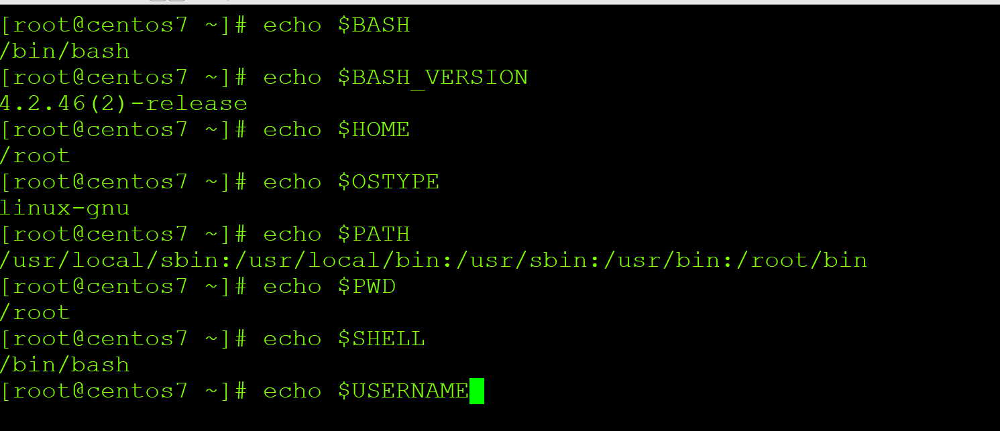 [root@centos7 ~]# echo $BASH
/bin/bash
[root@centos7 ~]# echo $BASH_VERSION
4.2.46(2)-release
[root@centos7 ~]# echo $HOME
/root
[root@centos7 ~]# echo $OSTYPE
linux-gnu
[root@centos7 ~]# echo $PATH
/usr/local/sbin:/usr/local/bin:/usr/sbin:/usr/bin:/root/bin
[root@centos7 ~]# echo $PWD
/root
[root@centos7 ~]# echo $SHELL
/bin/bash
[root@centos7 ~]# echo $USERNAME